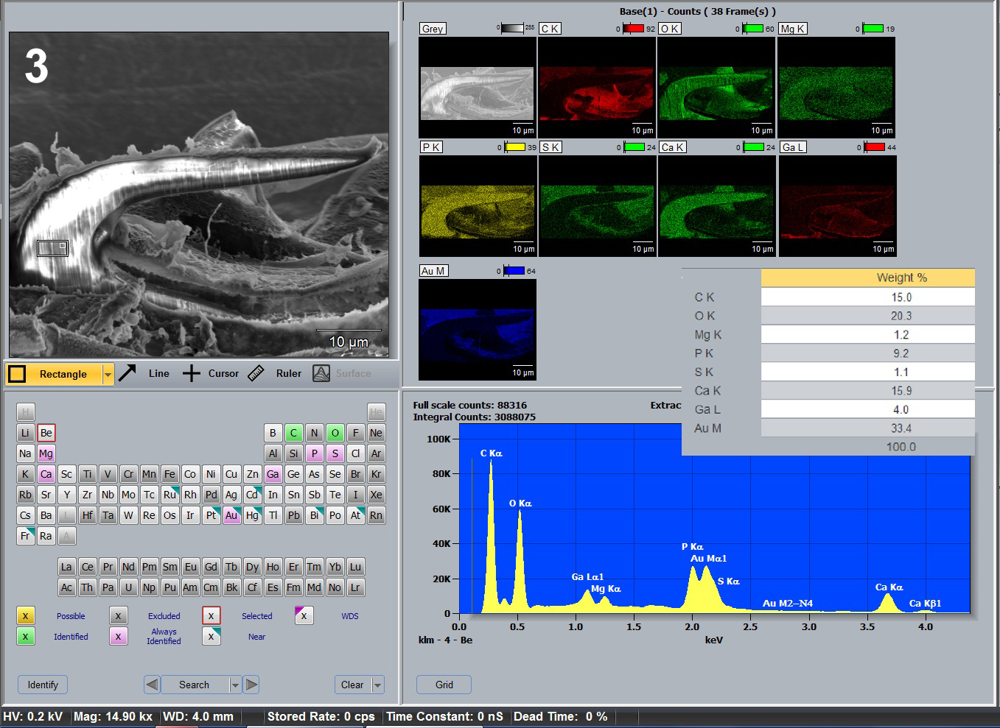 Base(1) - Counts ( 38 Frame(s) )
3
10 µm
Grey 0 255
C K 0 92
O K 0 60
Mg K 0 19
10 µm
10 µm
10 µm
10 µm
P K 0 39
S K 0 24
Ca K 0 24
Ga L 0 44
10 µm
10 µm
10 µm
10 µm
Au M 0 64
10 µm
Weight %
C K 15.0
O K 20.3
Mg K 1.2
P K 9.2
S K 1.1
Ca K 15.9
Ga L 4.0
Au M 33.4
100.0
Rectangle Line Cursor Ruler Surface
H He
Li Be B C N O F Ne
Na Mg Al Si P S Cl Ar
K Ca Sc Ti V Cr Mn Fe Co Ni Cu Zn Ga Ge As Se Br Kr
Rb Sr Y Zr Nb Mo Tc Ru Rh Pd Ag Cd In Sn Sb Te I Xe
Cs Ba L Hf Ta W Re Os Ir Pt Au Hg Tl Pb Bi Po At Rn
Fr Ra A
La Ce Pr Nd Pm Sm Eu Gd Tb Dy Ho Er Tm Yb Lu
Ac Th Pa U Np Pu Am Cm Bk Cf Es Fm Md No Lr
x Possible x Excluded x Selected x WDS
x Identified x Always Identified x Near
Identify Search Clear
Full scale counts: 88316 Extrac
Integral Counts: 3088075
100K
80K
60K
40K
20K
0
C Kα
O Kα
Ga Lα1
Mg Kα
P Kα
Au Mα1
S Kα
Au M2-N4
Ca Kα
Ca Kβ1
0.0 0.5 1.0 1.5 2.0 2.5 3.0 3.5 4.0
klm - 4 - Be keV
Grid
HV: 0.2 kV Mag: 14.90 kx WD: 4.0 mm Stored Rate: 0 cps Time Constant: 0 nS Dead Time: 0 %